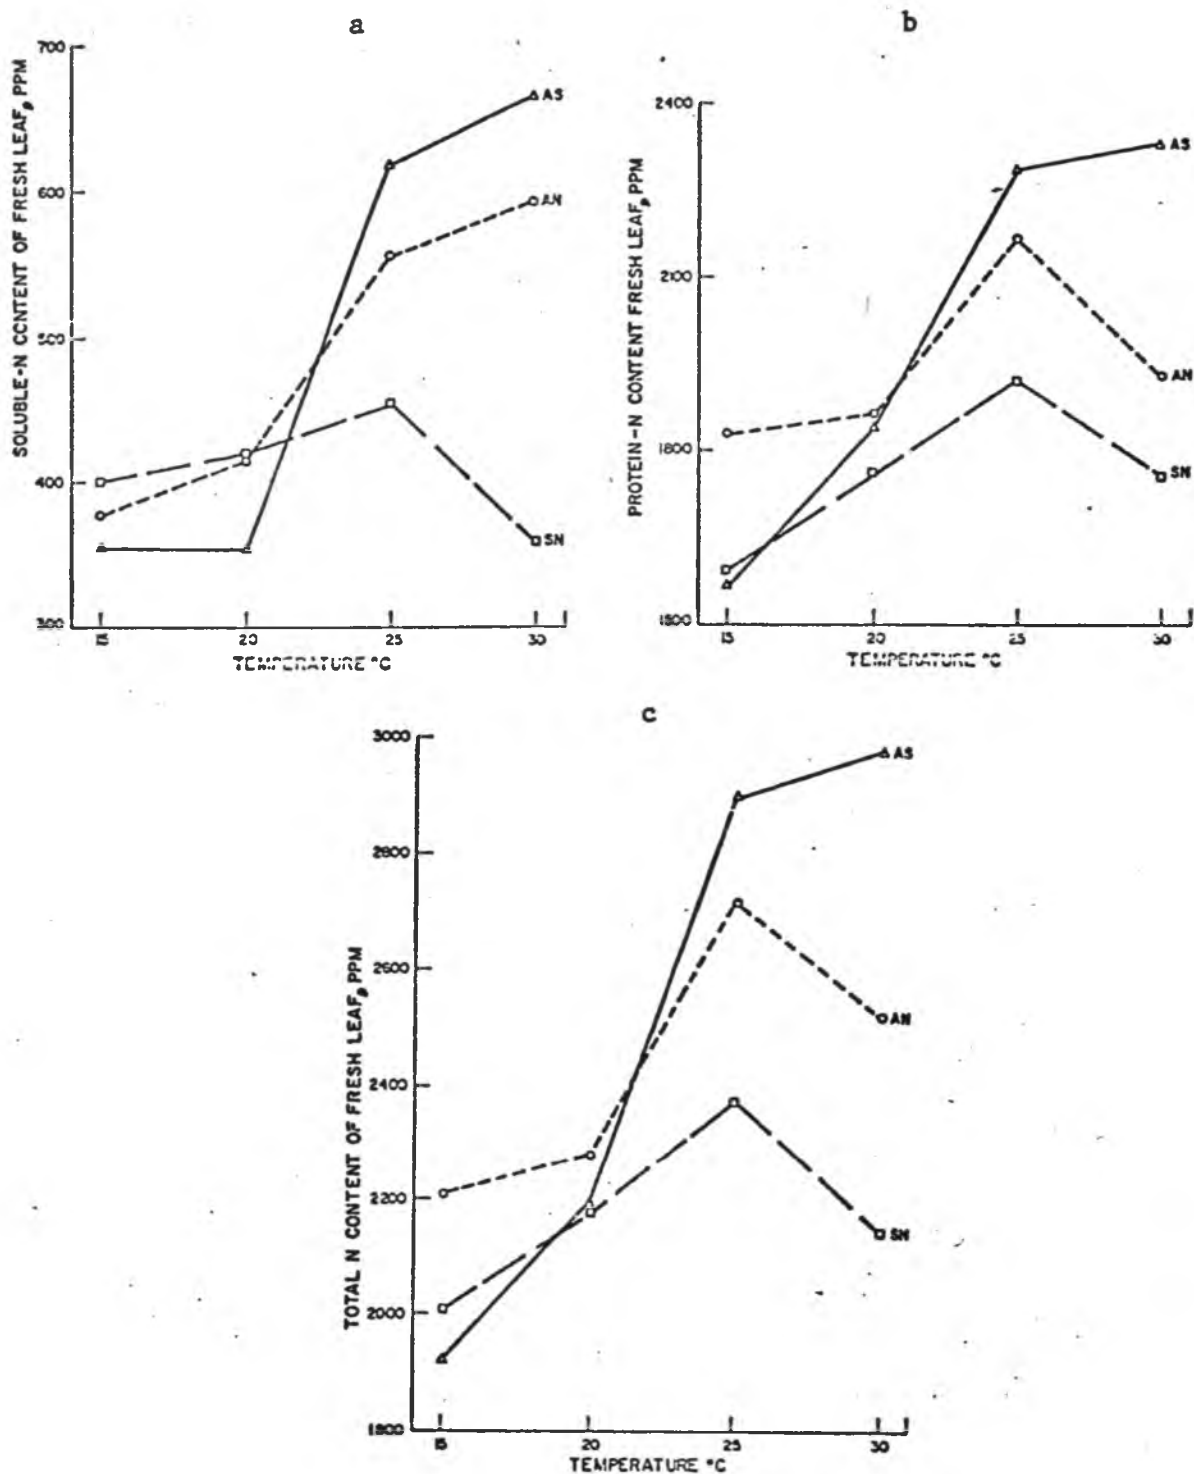 a
SOLUBLE-N CONTENT OF FRESH LEAF, PPM
700
600
500
400
300
15 20 25 30
TEMPERATURE °C
AS
AN
SN
b
PROTEIN-N CONTENT FRESH LEAF, PPM
2400
2100
1800
1500
15 20 25 30
TEMPERATURE °C
AS
AN
SN
c
TOTAL N CONTENT OF FRESH LEAF, PPM
3000
2800
2600
2400
2200
2000
1800
15 20 25 30
TEMPERATURE °C
AS
AN
SN